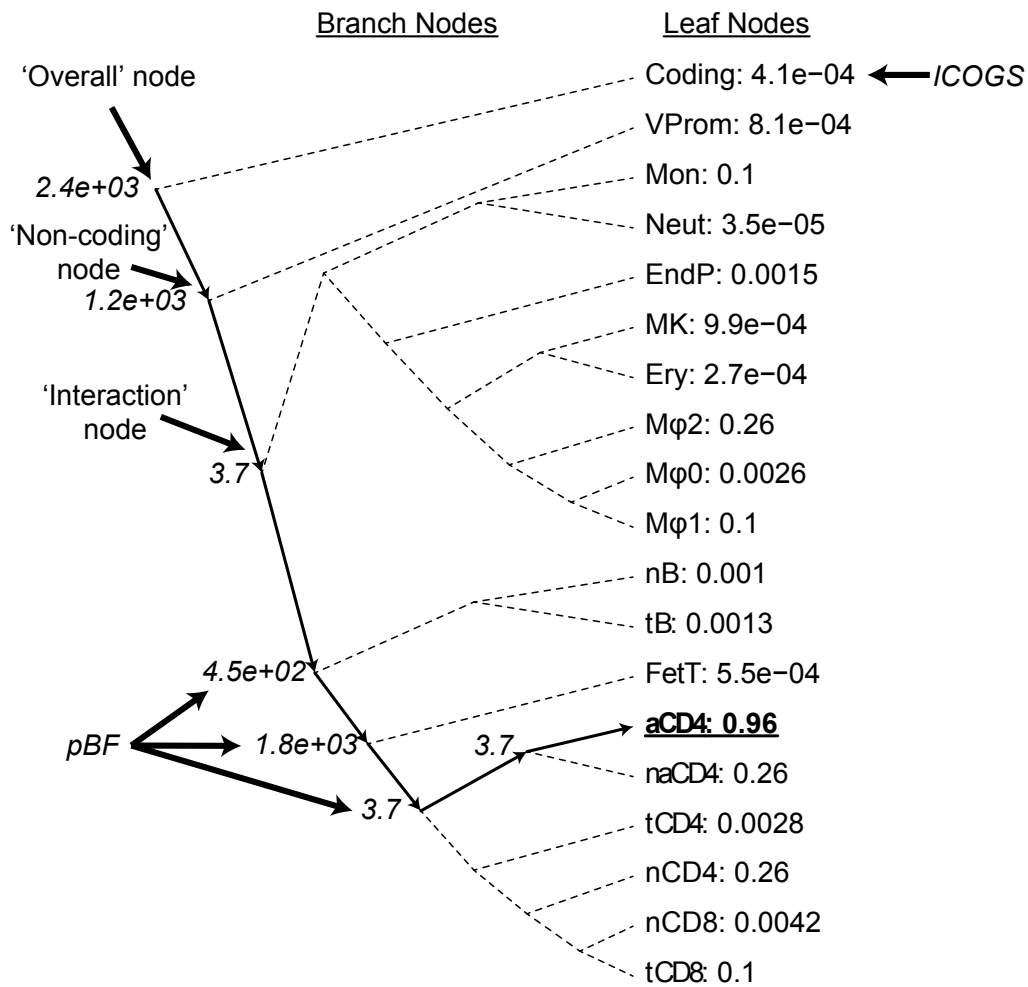 Branch Nodes
Leaf Nodes
'Overall' node
Coding: 4.1e−04
lCOGS
VProm: 8.1e−04
Mon: 0.1
2.4e+03
Neut: 3.5e−05
'Non-coding'
node
EndP: 0.0015
1.2e+03
MK: 9.9e−04
Ery: 2.7e−04
'Interaction'
node
Mφ2: 0.26
3.7
Mφ0: 0.0026
Mφ1: 0.1
nB: 0.001
tB: 0.0013
4.5e+02
FetT: 5.5e−04
aCD4: 0.96
pBF
1.8e+03
3.7
naCD4: 0.26
3.7
tCD4: 0.0028
nCD4: 0.26
nCD8: 0.0042
tCD8: 0.1